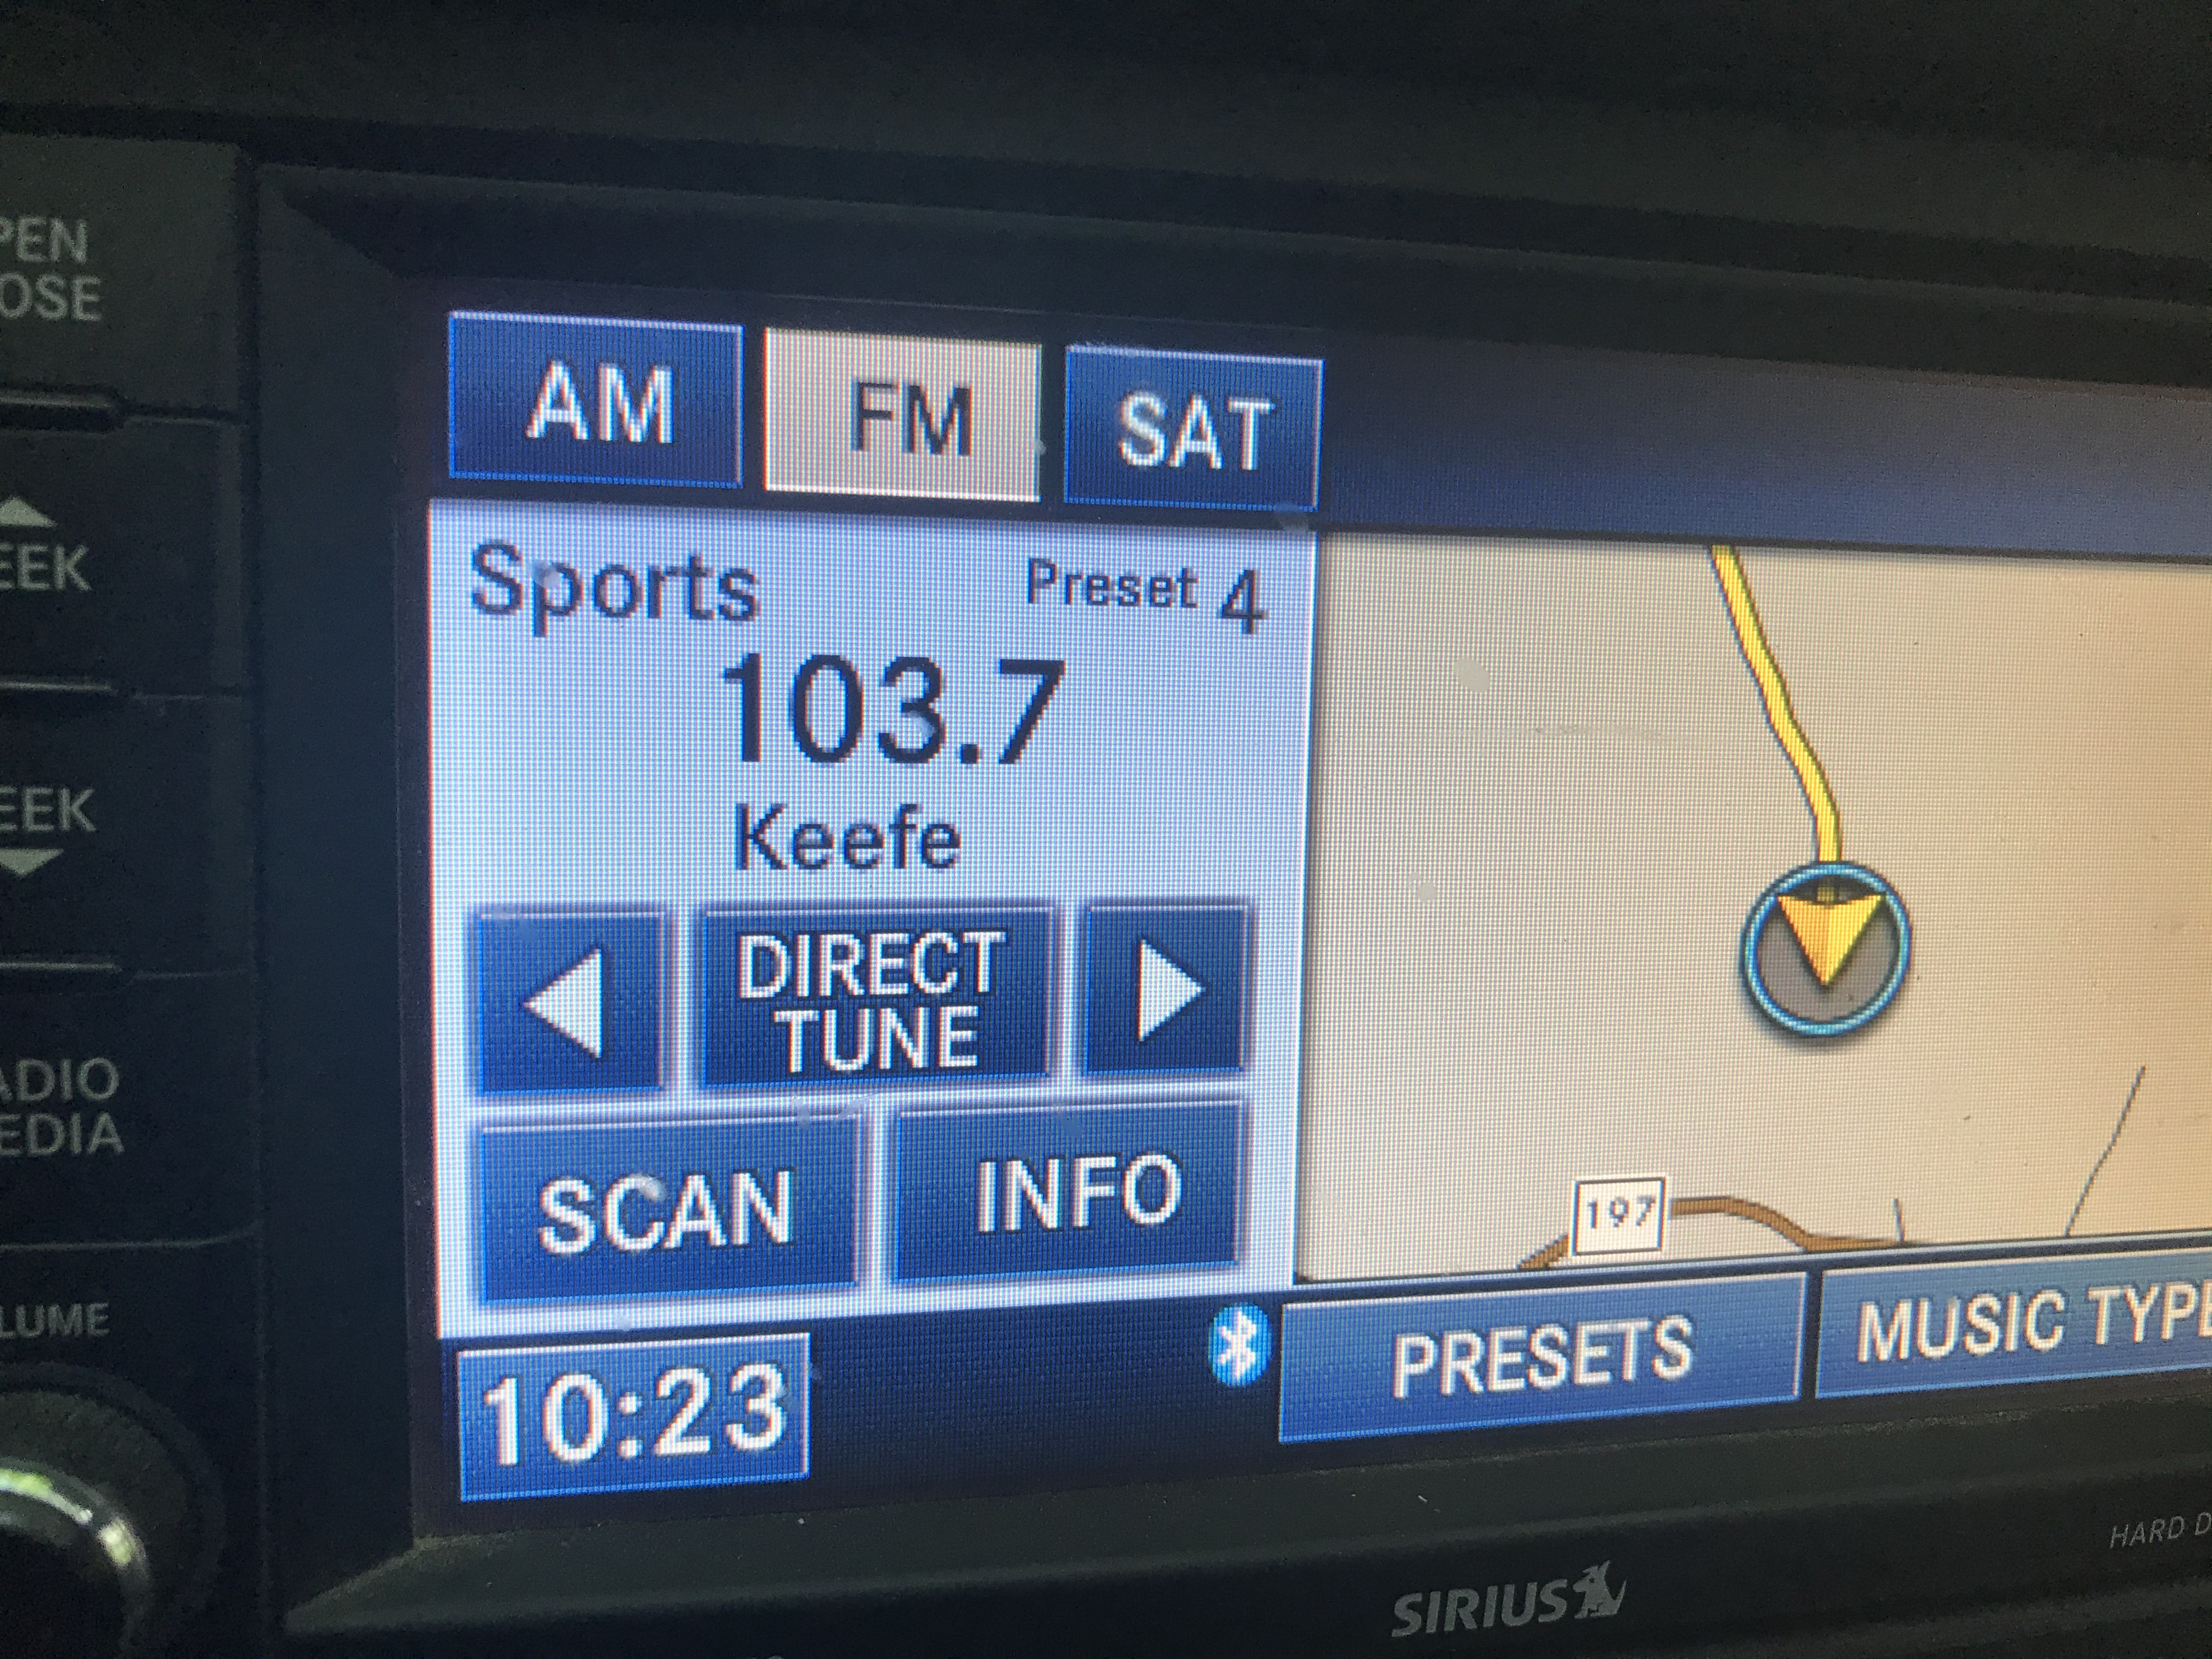 PEN
OSE
EEK
EEK
ADIO
EDIA
LUME
AM FM SAT
Sports Preset 4
103.7
Keefe
DIRECT
TUNE
SCAN INFO
10:23
197
PRESETS MUSIC TYPE
HARD D
SIRIUS